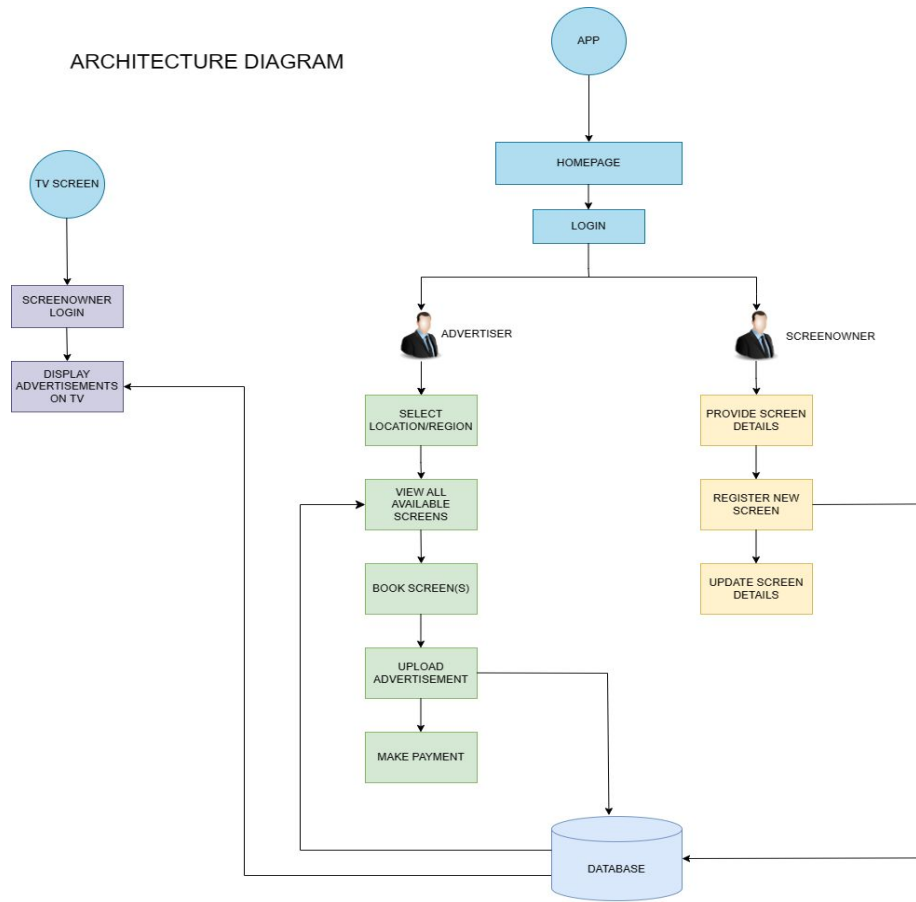 ARCHITECTURE DIAGRAM
APP
HOMEPAGE
LOGIN
TV SCREEN
SCREENOWNER
LOGIN
DISPLAY
ADVERTISEMENTS
ON TV
ADVERTISER
SELECT
LOCATION/REGION
VIEW ALL
AVAILABLE
SCREENS
BOOK SCREEN(S)
UPLOAD
ADVERTISEMENT
MAKE PAYMENT
SCREENOWNER
PROVIDE SCREEN
DETAILS
REGISTER NEW
SCREEN
UPDATE SCREEN
DETAILS
DATABASE